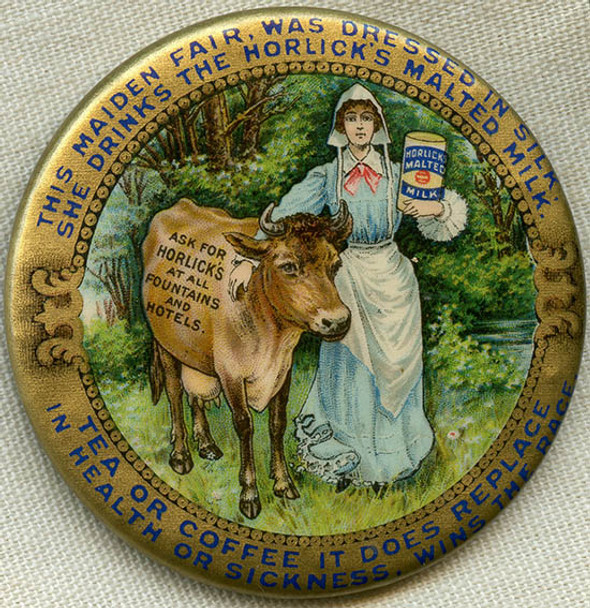 THIS MAIDEN FAIR, WAS DRESSED IN SILK;
SHE DRINKS THE HORLICK'S MALTED MILK.
HORLICK'S
MALTED
MILK
ASK FOR
HORLICK'S
AT ALL
FOUNTAINS
AND
HOTELS.
TEA OR COFFEE IT DOES REPLACE
IN HEALTH OR SICKNESS, WINS THE RACE